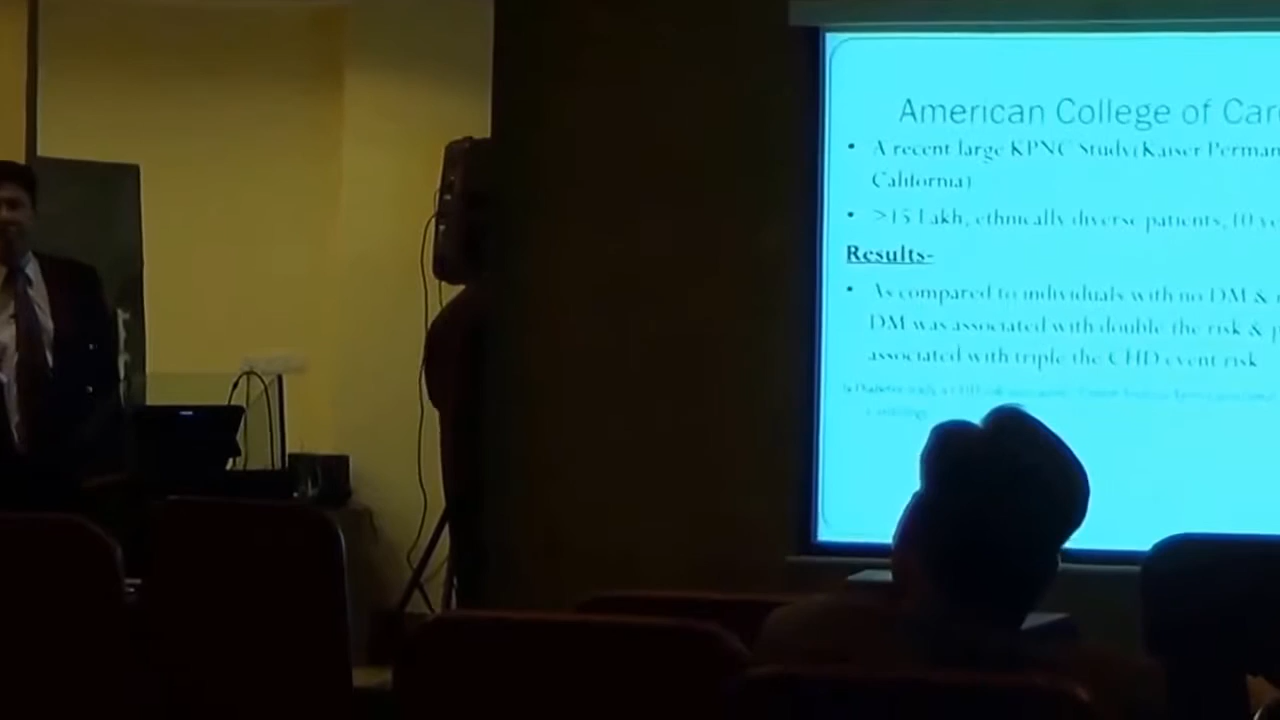 American College of Car
• A recent large KPNC Study(Kaiser Perman
California)
• >15 Lakh, ethnically diverse patients, 10 ye
Results-
• As compared to individuals with no DM &
DM was associated with double the risk & p
associated with triple the CHD event risk